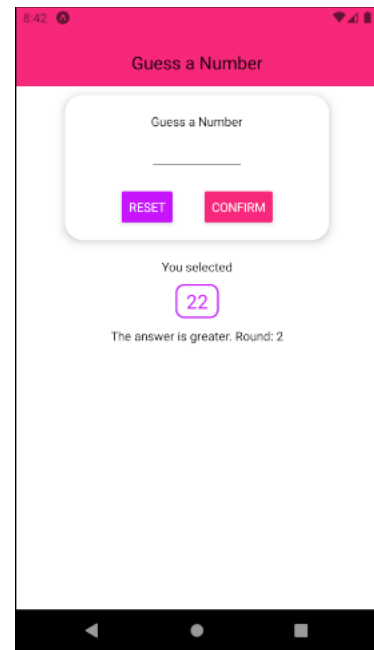 8:42
Guess a Number
Guess a Number
RESET CONFIRM
You selected
22
The answer is greater. Round: 2